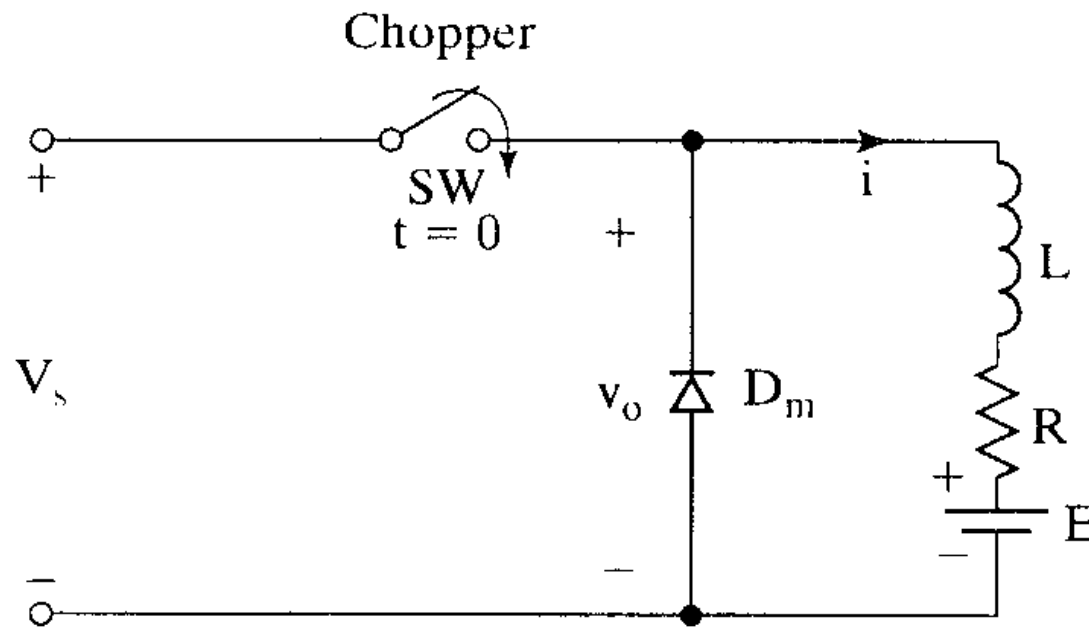 Chopper
+
SW
t = 0
+
i
L
V_s
v_o
D_m
R
+
E
−
−
−